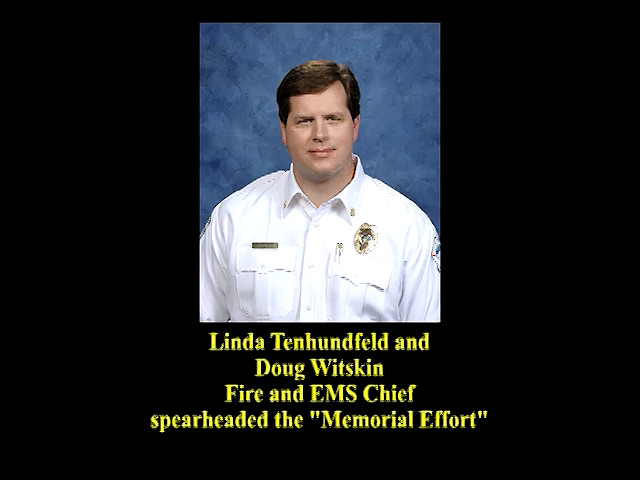 Linda Tenhundfeld and
Doug Witskin
Fire and EMS Chief
spearheaded the "Memorial Effort"